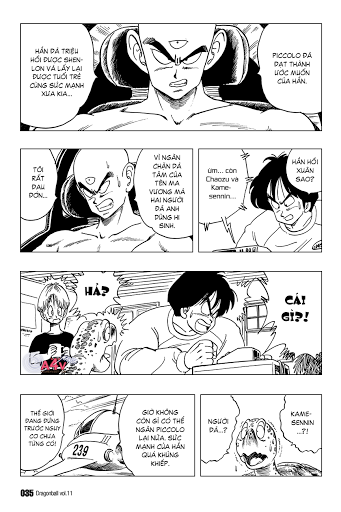 PICCOLO ĐÃ
ĐẠT THÀNH
ƯỚC MUỐN
CỦA HẮN.
HẮN ĐÃ TRIỆU
HỒI ĐƯỢC SHEN-
LON VÀ LẤY LẠI
ĐƯỢC TUỔI TRẺ
CÙNG SỨC MẠNH
XƯA KIA...
HẮN HỒI
XUÂN
SAO?
ừm... còn
Chaozu và
Kame-
sennin...
VÌ NGĂN
CHẶN DÃ
TÂM CỦA
TÊN MA
VƯƠNG MÀ
HAI NGƯỜI
ĐÃ ANH
DŨNG HI
SINH.
TÔI
RẤT
ĐAU
ĐỚN...
CÁI
GÌ?!
HẢ?
KAME-
SENNIN
...?!
NGƯỜI
ĐÃ...?
GIỜ KHÔNG
CÒN GÌ CÓ THỂ
NGĂN PICCOLO
LẠI NỮA. SỨC
MẠNH CỦA HẮN
QUÁ KHỦNG
KHIẾP.
THẾ GIỚI
ĐANG ĐỨNG
TRƯỚC NGUY
CƠ CHƯA
TỪNG CÓ!
239
035 Dragonball vol.11